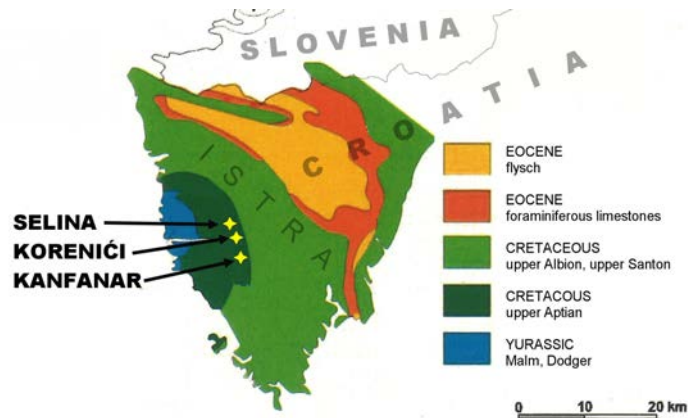 SLOVENIA
CROATIA
ISTRA
SELINA
KORENIĆI
KANFANAR
EOCENE
flysch
EOCENE
foraminiferous limestones
CRETACEOUS
upper Albion, upper Santon
CRETACOUS
upper Aptian
YURASSIC
Malm, Dodger
0 10 20 km